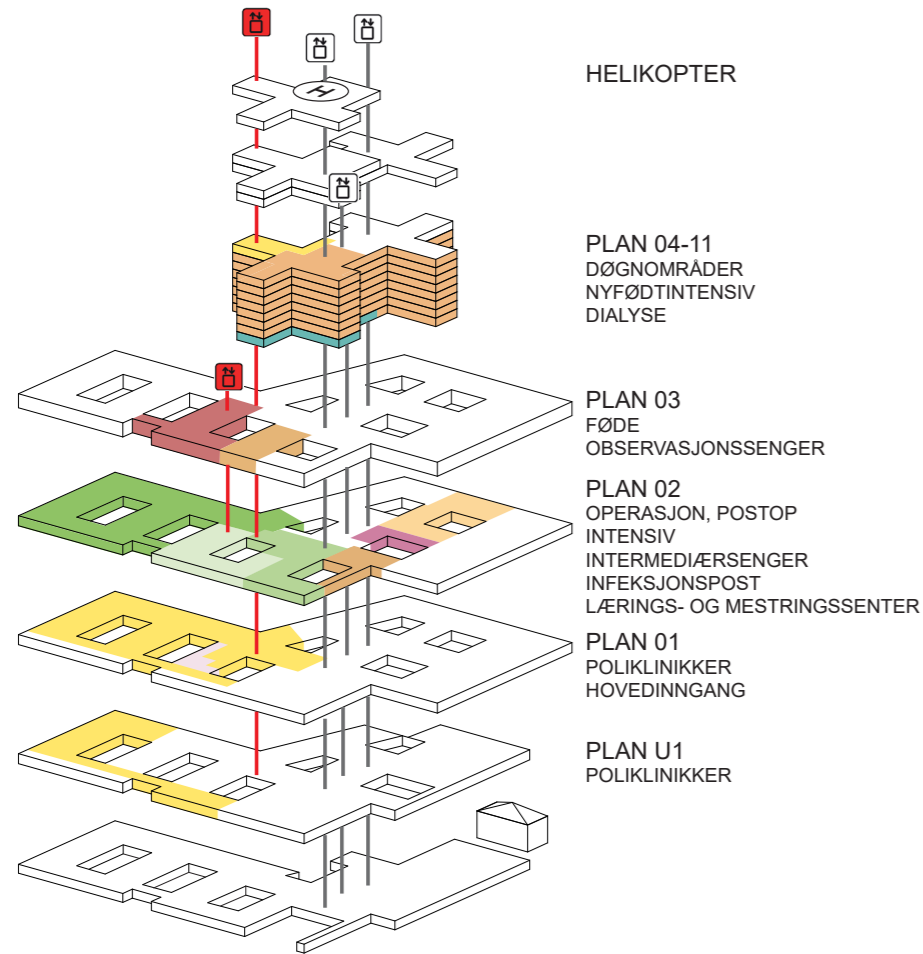 HELIKOPTER
H
PLAN 04-11
DØGNOMRÅDER
NYFØDTINTENSIV
DIALYSE
PLAN 03
FØDE
OBSERVASJONSSENGER
PLAN 02
OPERASJON, POSTOP
INTENSIV
INTERMEDIÆRSENGER
INFEKSJONSPOST
LÆRINGS- OG MESTRINGSSENTER
PLAN 01
POLIKLINIKKER
HOVEDINNGANG
PLAN U1
POLIKLINIKKER